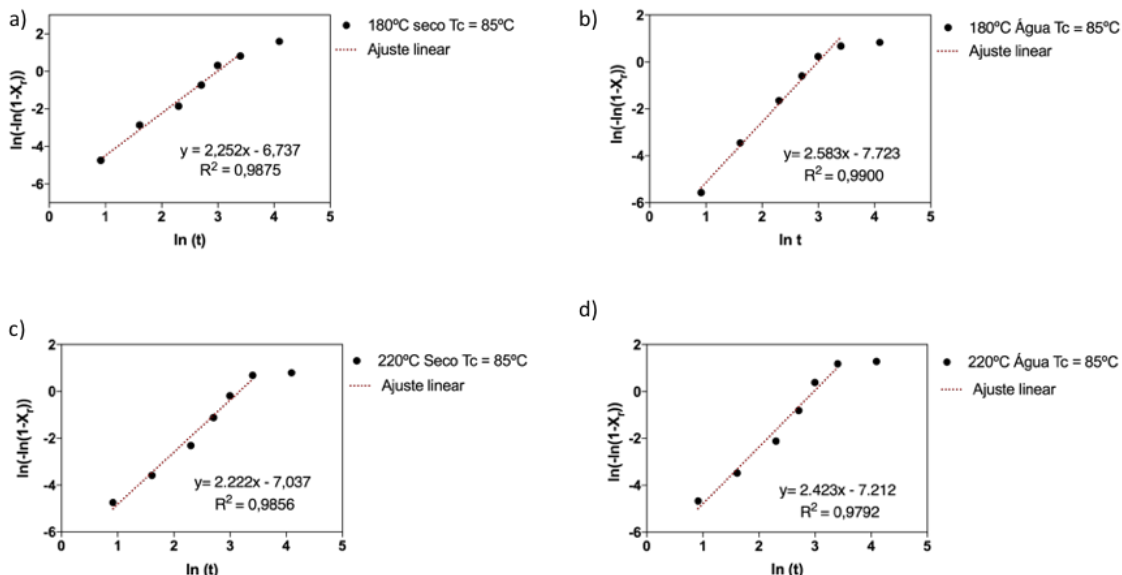 a)
180ºC seco Tc = 85ºC
Ajuste linear
ln(-ln(1-Xr))
2
0
-2
-4
-6
y = 2,252x - 6,737
R² = 0,9875
0 1 2 3 4 5
ln (t)
b)
180ºC Água Tc = 85ºC
Ajuste linear
ln(-ln(1-Xr))
2
0
-2
-4
-6
y= 2.583x - 7.723
R² = 0,9900
0 1 2 3 4 5
ln t
c)
220ºC Seco Tc = 85ºC
Ajuste linear
ln(-ln(1-Xr))
2
0
-2
-4
-6
y= 2.222x - 7,037
R² = 0,9856
0 1 2 3 4 5
ln (t)
d)
220ºC Água Tc = 85ºC
Ajuste linear
ln(-ln(1-Xr))
2
0
-2
-4
-6
y= 2.423x - 7.212
R² = 0,9792
0 1 2 3 4 5
ln (t)